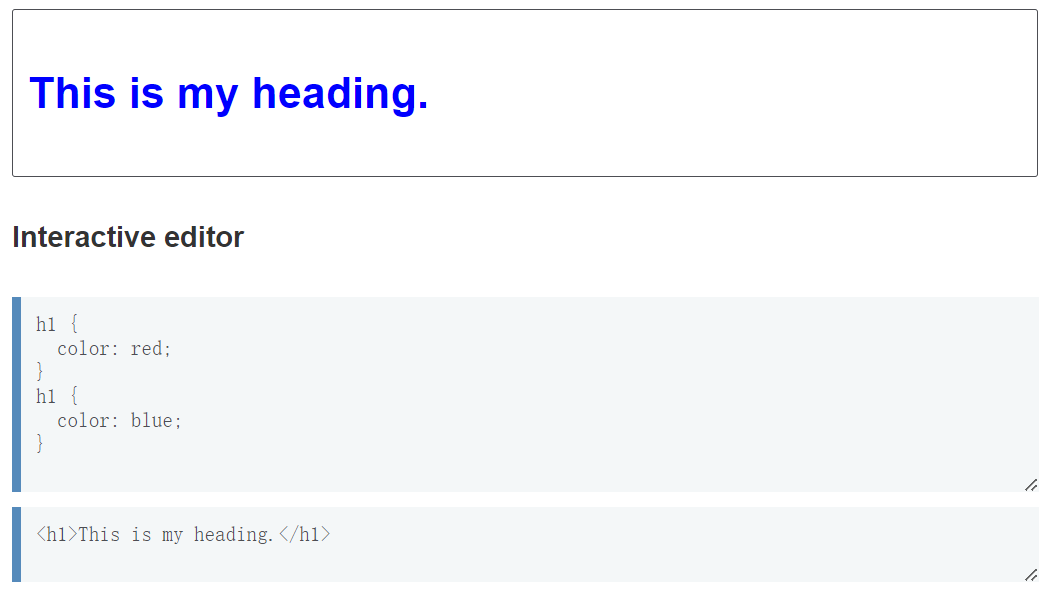 This is my heading.
Interactive editor
h1 {
  color: red;
}
h1 {
  color: blue;
}
<h1>This is my heading.</h1>